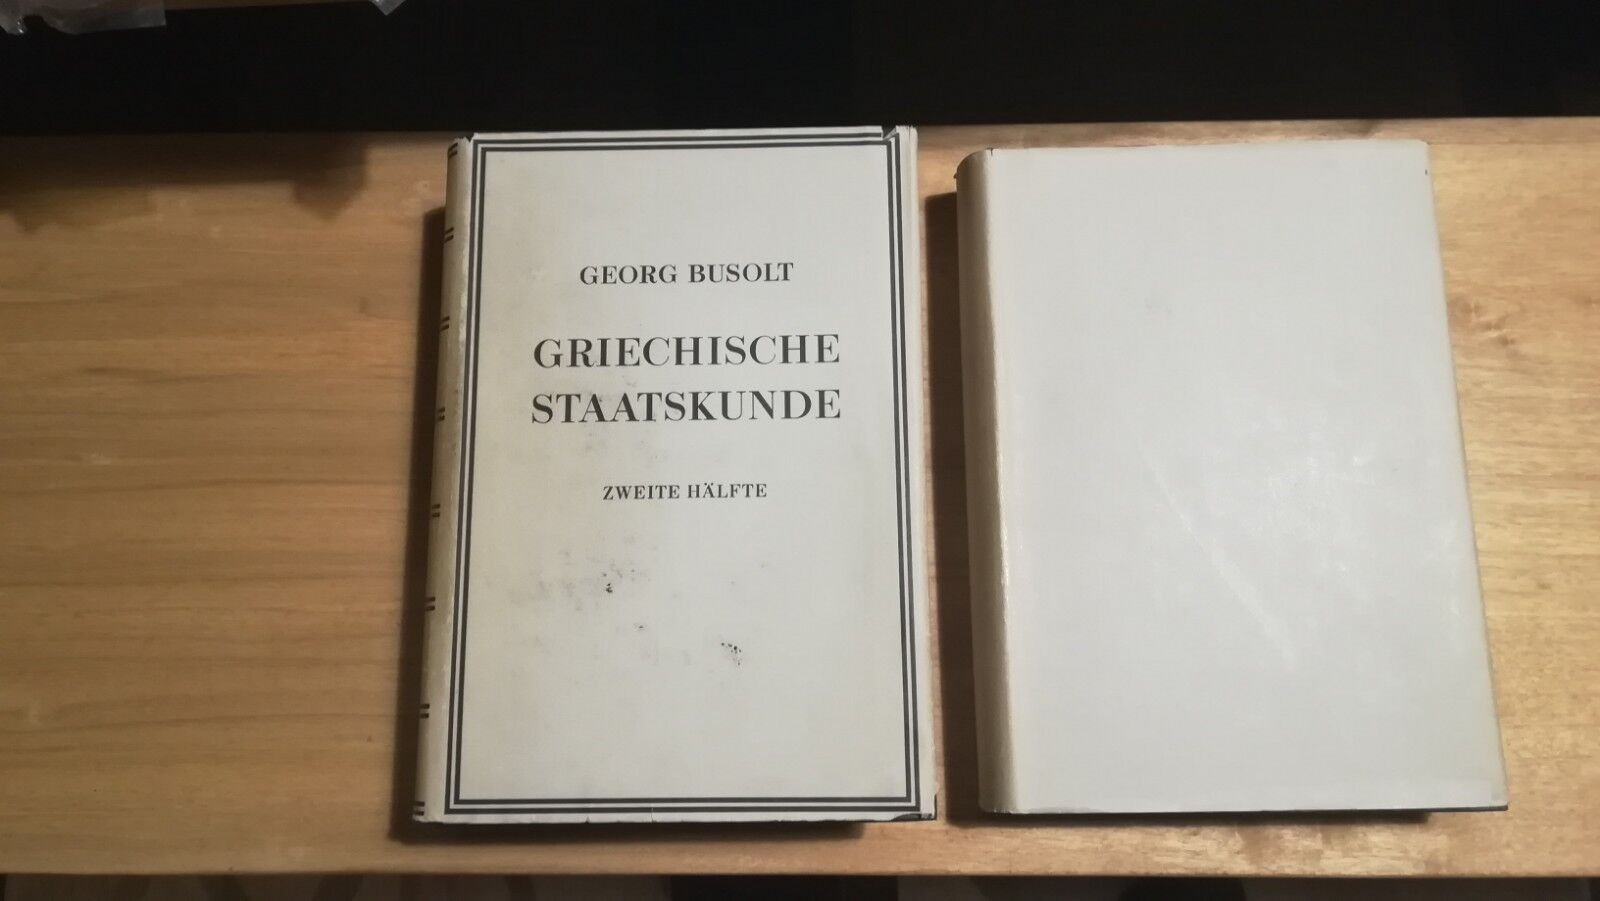 GEORG BUSOLT
GRIECHISCHE
STAATSKUNDE
ZWEITE HÄLFTE